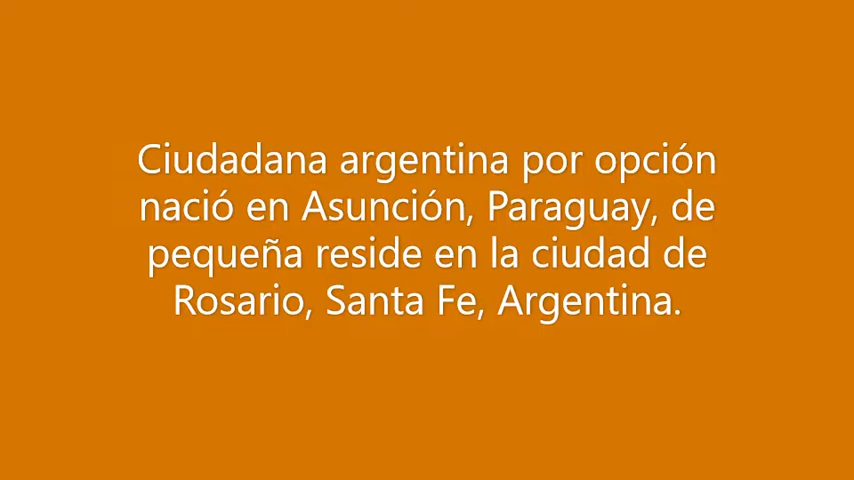 Ciudadana argentina por opción
nació en Asunción, Paraguay, de
pequeña reside en la ciudad de
Rosario, Santa Fe, Argentina.